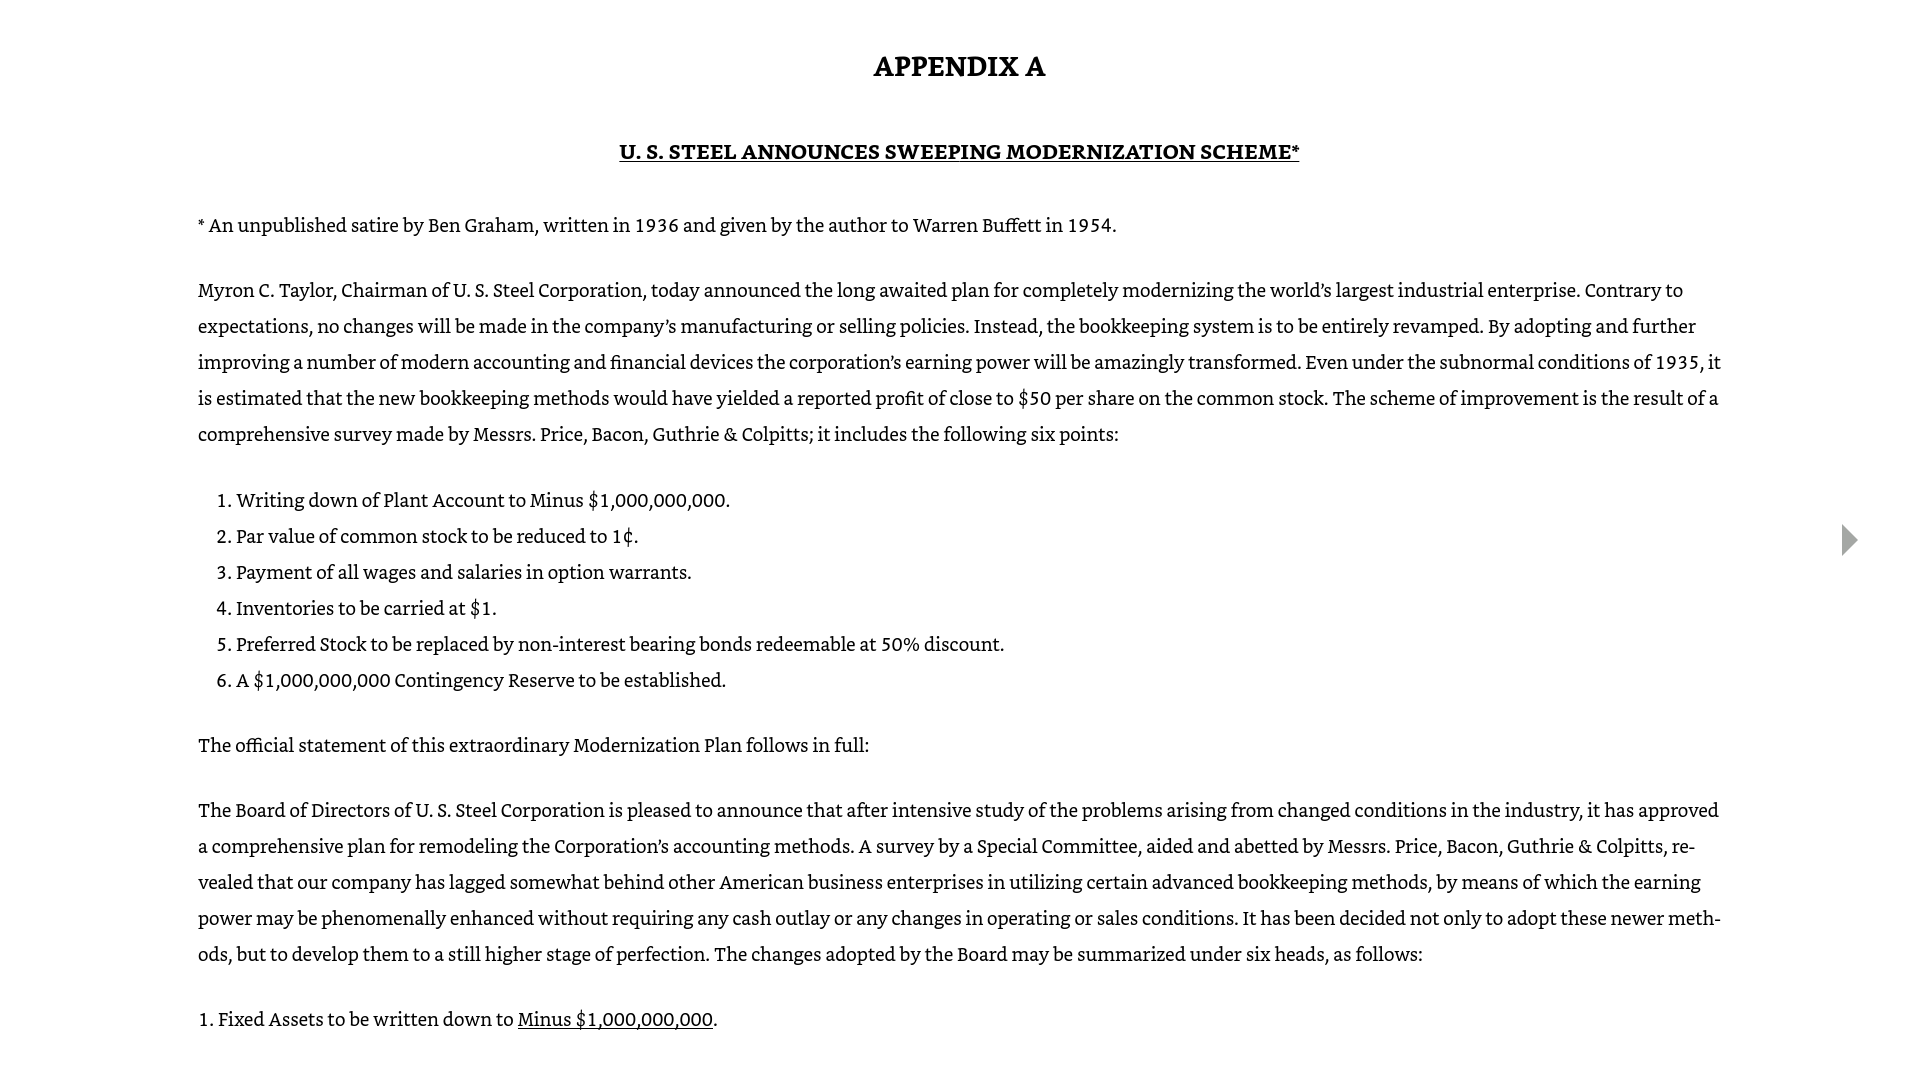 APPENDIX A
U. S. STEEL ANNOUNCES SWEEPING MODERNIZATION SCHEME*
* An unpublished satire by Ben Graham, written in 1936 and given by the author to Warren Buffett in 1954.
Myron C. Taylor, Chairman of U. S. Steel Corporation, today announced the long awaited plan for completely modernizing the world’s largest industrial enterprise. Contrary to
expectations, no changes will be made in the company’s manufacturing or selling policies. Instead, the bookkeeping system is to be entirely revamped. By adopting and further
improving a number of modern accounting and financial devices the corporation’s earning power will be amazingly transformed. Even under the subnormal conditions of 1935, it
is estimated that the new bookkeeping methods would have yielded a reported profit of close to $50 per share on the common stock. The scheme of improvement is the result of a
comprehensive survey made by Messrs. Price, Bacon, Guthrie & Colpitts; it includes the following six points:
1. Writing down of Plant Account to Minus $1,000,000,000.
2. Par value of common stock to be reduced to 1¢.
3. Payment of all wages and salaries in option warrants.
4. Inventories to be carried at $1.
5. Preferred Stock to be replaced by non-interest bearing bonds redeemable at 50% discount.
6. A $1,000,000,000 Contingency Reserve to be established.
The official statement of this extraordinary Modernization Plan follows in full:
The Board of Directors of U. S. Steel Corporation is pleased to announce that after intensive study of the problems arising from changed conditions in the industry, it has approved
a comprehensive plan for remodeling the Corporation’s accounting methods. A survey by a Special Committee, aided and abetted by Messrs. Price, Bacon, Guthrie & Colpitts, re-
vealed that our company has lagged somewhat behind other American business enterprises in utilizing certain advanced bookkeeping methods, by means of which the earning
power may be phenomenally enhanced without requiring any cash outlay or any changes in operating or sales conditions. It has been decided not only to adopt these newer meth-
ods, but to develop them to a still higher stage of perfection. The changes adopted by the Board may be summarized under six heads, as follows:
1. Fixed Assets to be written down to Minus $1,000,000,000.